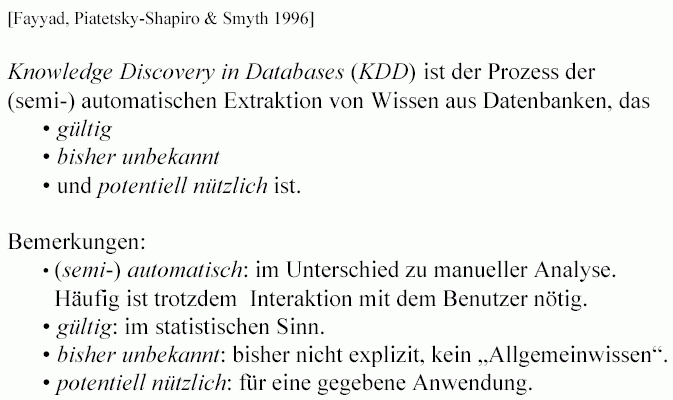 [Fayyad, Piatetsky-Shapiro & Smyth 1996]
Knowledge Discovery in Databases (KDD) ist der Prozess der
(semi-) automatischen Extraktion von Wissen aus Datenbanken, das
• gültig
• bisher unbekannt
• und potentiell nützlich ist.
Bemerkungen:
• (semi-) automatisch: im Unterschied zu manueller Analyse.
Häufig ist trotzdem  Interaktion mit dem Benutzer nötig.
• gültig: im statistischen Sinn.
• bisher unbekannt: bisher nicht explizit, kein „Allgemeinwissen“.
• potentiell nützlich: für eine gegebene Anwendung.